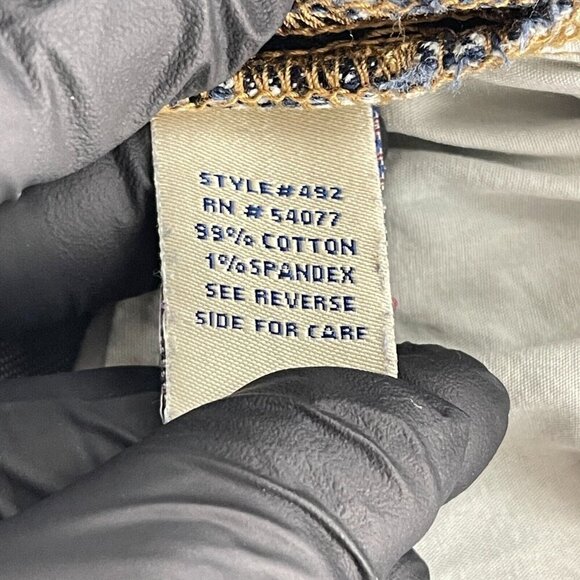 STYLE#492
RN # 54077
99% COTTON
1%SPANDEX
SEE REVERSE
SIDE FOR CARE